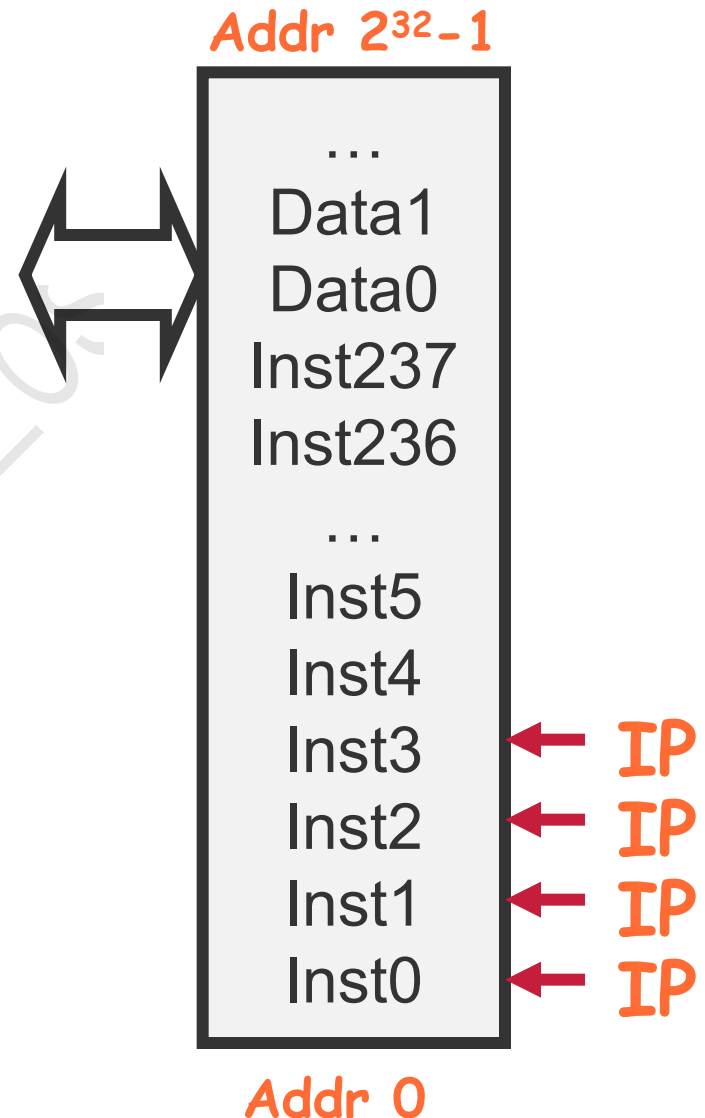 Addr 2³²-1
...
Data1
Data0
Inst237
Inst236
...
Inst5
Inst4
Inst3 IP
Inst2 IP
Inst1 IP
Inst0 IP
Addr 0